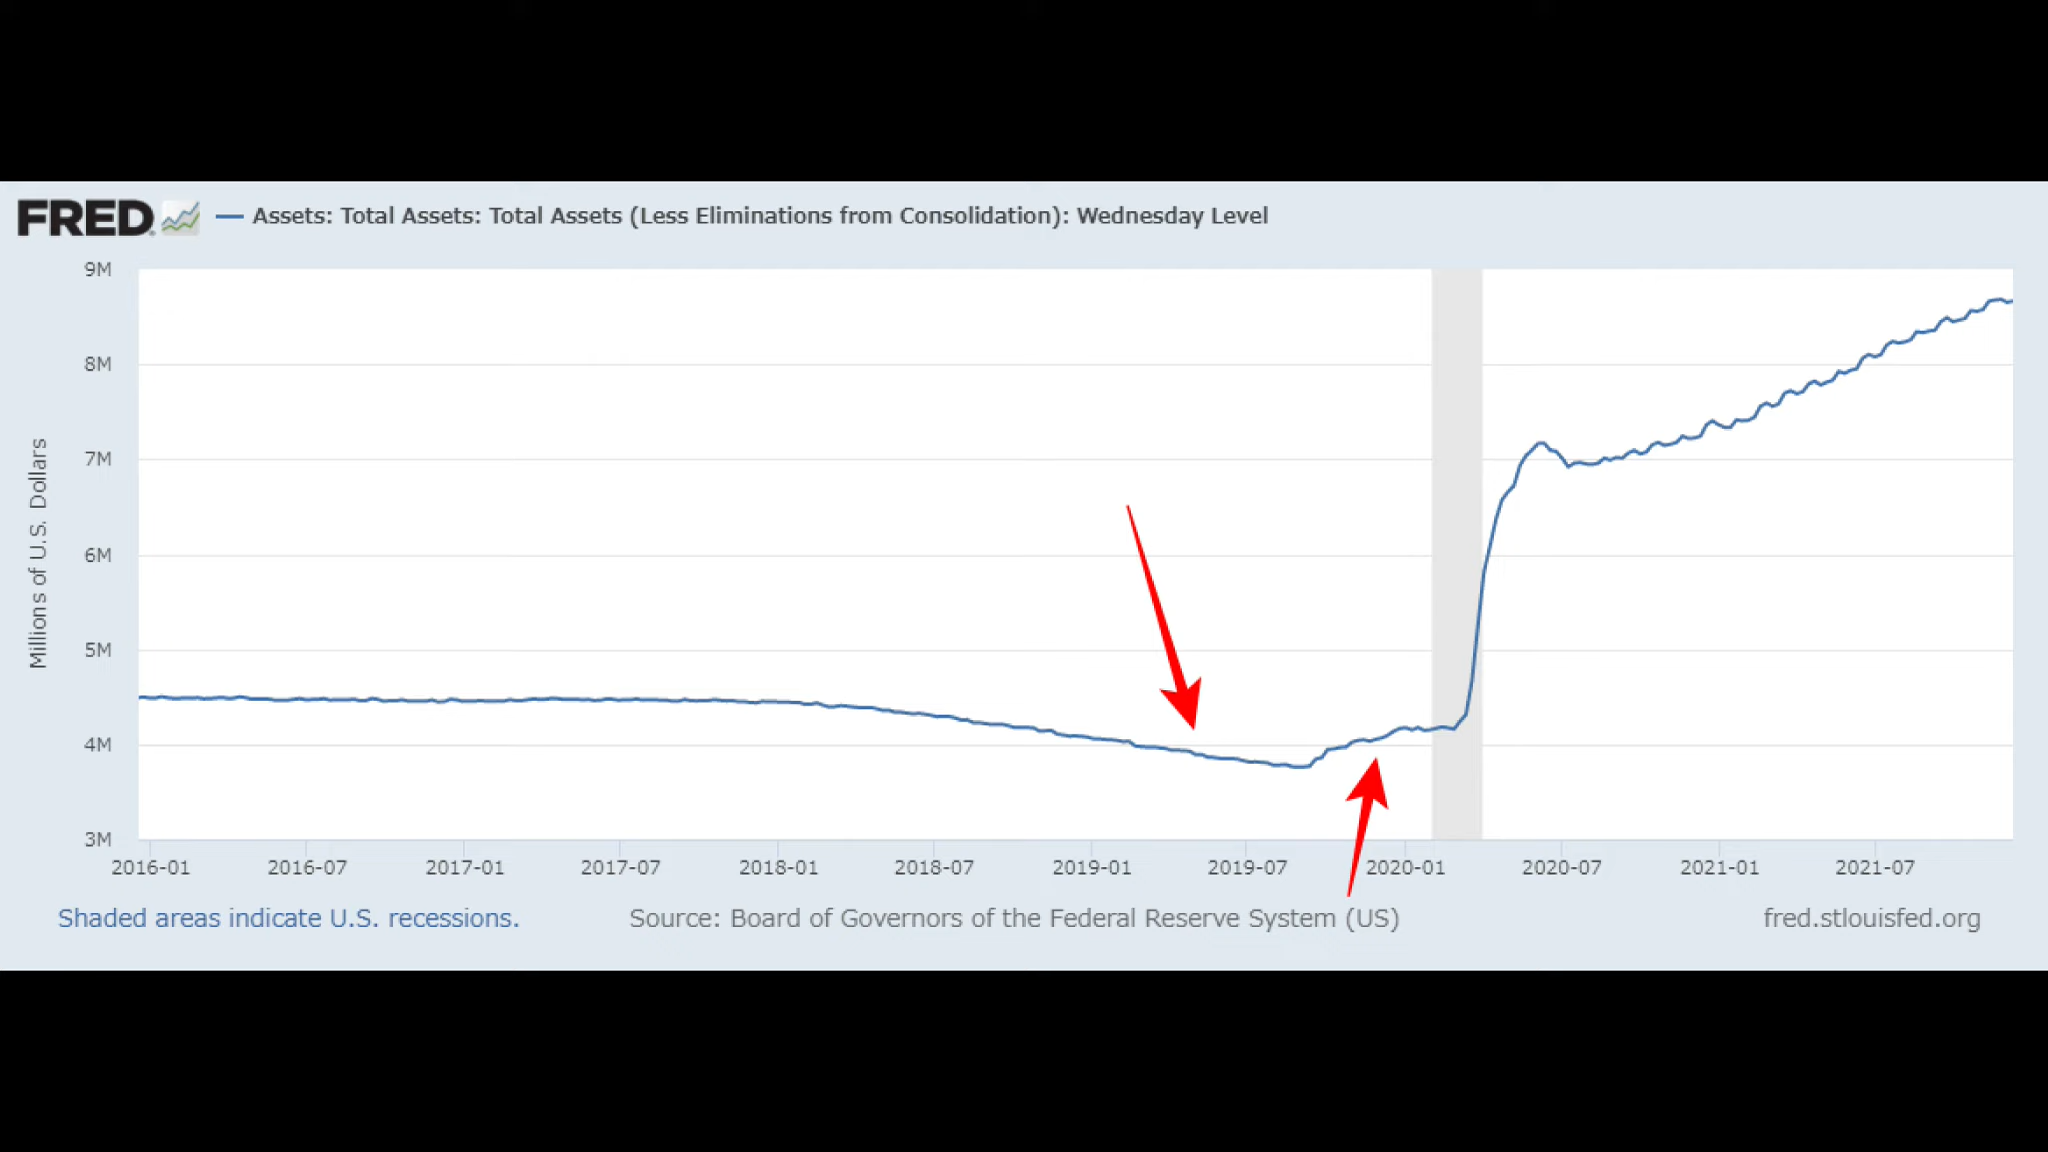 FRED
Assets: Total Assets: Total Assets (Less Eliminations from Consolidation): Wednesday Level
Millions of U.S. Dollars
9M
8M
7M
6M
5M
4M
3M
2016-01 2016-07 2017-01 2017-07 2018-01 2018-07 2019-01 2019-07 2020-01 2020-07 2021-01 2021-07
Shaded areas indicate U.S. recessions. Source: Board of Governors of the Federal Reserve System (US) fred.stlouisfed.org